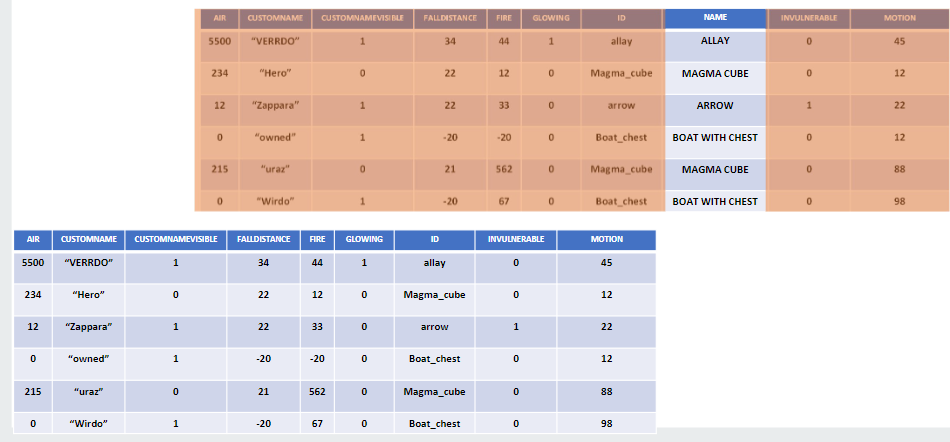 AIR CUSTOMNAME CUSTOMNAMEVISIBLE FALLDISTANCE FIRE GLOWING ID NAME INVULNERABLE MOTION
5500 “VERRDO” 1 34 44 1 allay ALLAY 0 45
234 “Hero” 0 22 12 0 Magma_cube MAGMA CUBE 0 12
12 “Zappara” 1 22 33 0 arrow ARROW 1 22
0 “owned” 1 -20 -20 0 Boat_chest BOAT WITH CHEST 0 12
215 “uraz” 0 21 562 0 Magma_cube MAGMA CUBE 0 88
0 “Wirdo” 1 -20 67 0 Boat_chest BOAT WITH CHEST 0 98
AIR CUSTOMNAME CUSTOMNAMEVISIBLE FALLDISTANCE FIRE GLOWING ID INVULNERABLE MOTION
5500 “VERRDO” 1 34 44 1 allay 0 45
234 “Hero” 0 22 12 0 Magma_cube 0 12
12 “Zappara” 1 22 33 0 arrow 1 22
0 “owned” 1 -20 -20 0 Boat_chest 0 12
215 “uraz” 0 21 562 0 Magma_cube 0 88
0 “Wirdo” 1 -20 67 0 Boat_chest 0 98